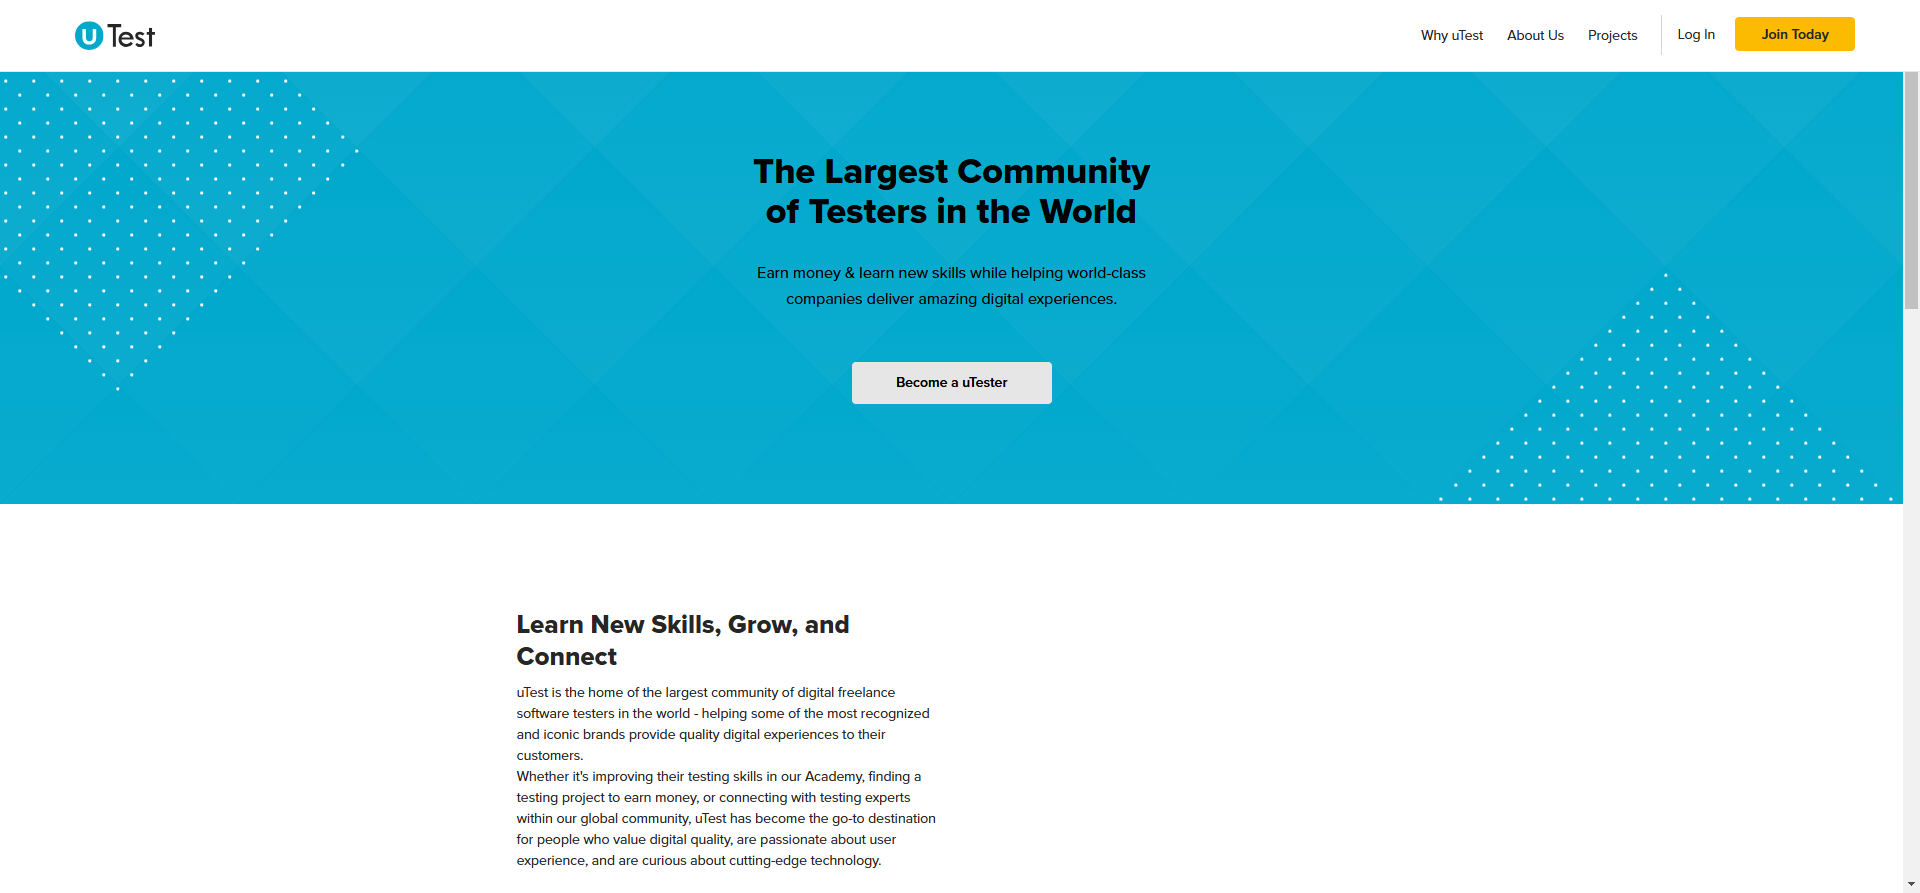 uTest
Why uTest
About Us
Projects
Log In
Join Today
The Largest Community
of Testers in the World
Earn money & learn new skills while helping world-class
companies deliver amazing digital experiences.
Become a uTester
Learn New Skills, Grow, and
Connect
uTest is the home of the largest community of digital freelance
software testers in the world - helping some of the most recognized
and iconic brands provide quality digital experiences to their
customers.
Whether it's improving their testing skills in our Academy, finding a
testing project to earn money, or connecting with testing experts
within our global community, uTest has become the go-to destination
for people who value digital quality, are passionate about user
experience, and are curious about cutting-edge technology.